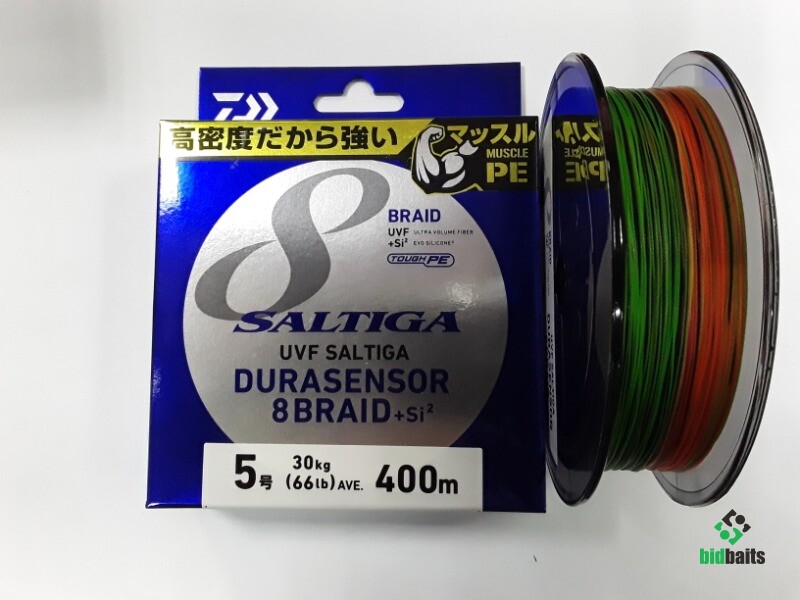 高密度だから強い
マッスル
MUSCLE
PE
8
BRAID
UVF ULTRA VOLUME FIBER
+Si² EVO SILICONE²
TOUGH PE
SALTIGA
UVF SALTIGA
DURASENSOR
8BRAID+Si²
5号 30kg (66lb) AVE. 400m
bidbaits